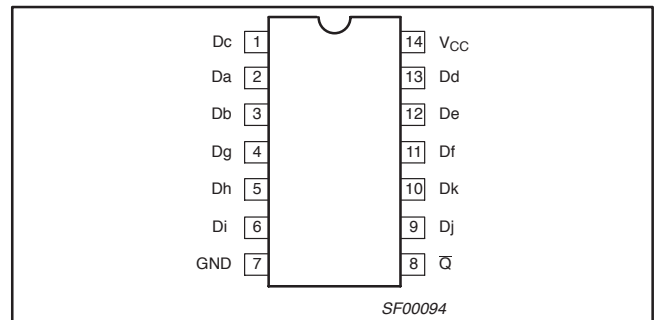 Dc 1 14 VCC
Da 2 13 Dd
Db 3 12 De
Dg 4 11 Df
Dh 5 10 Dk
Di 6 9 Dj
GND 7 8 Q̅
SF00094